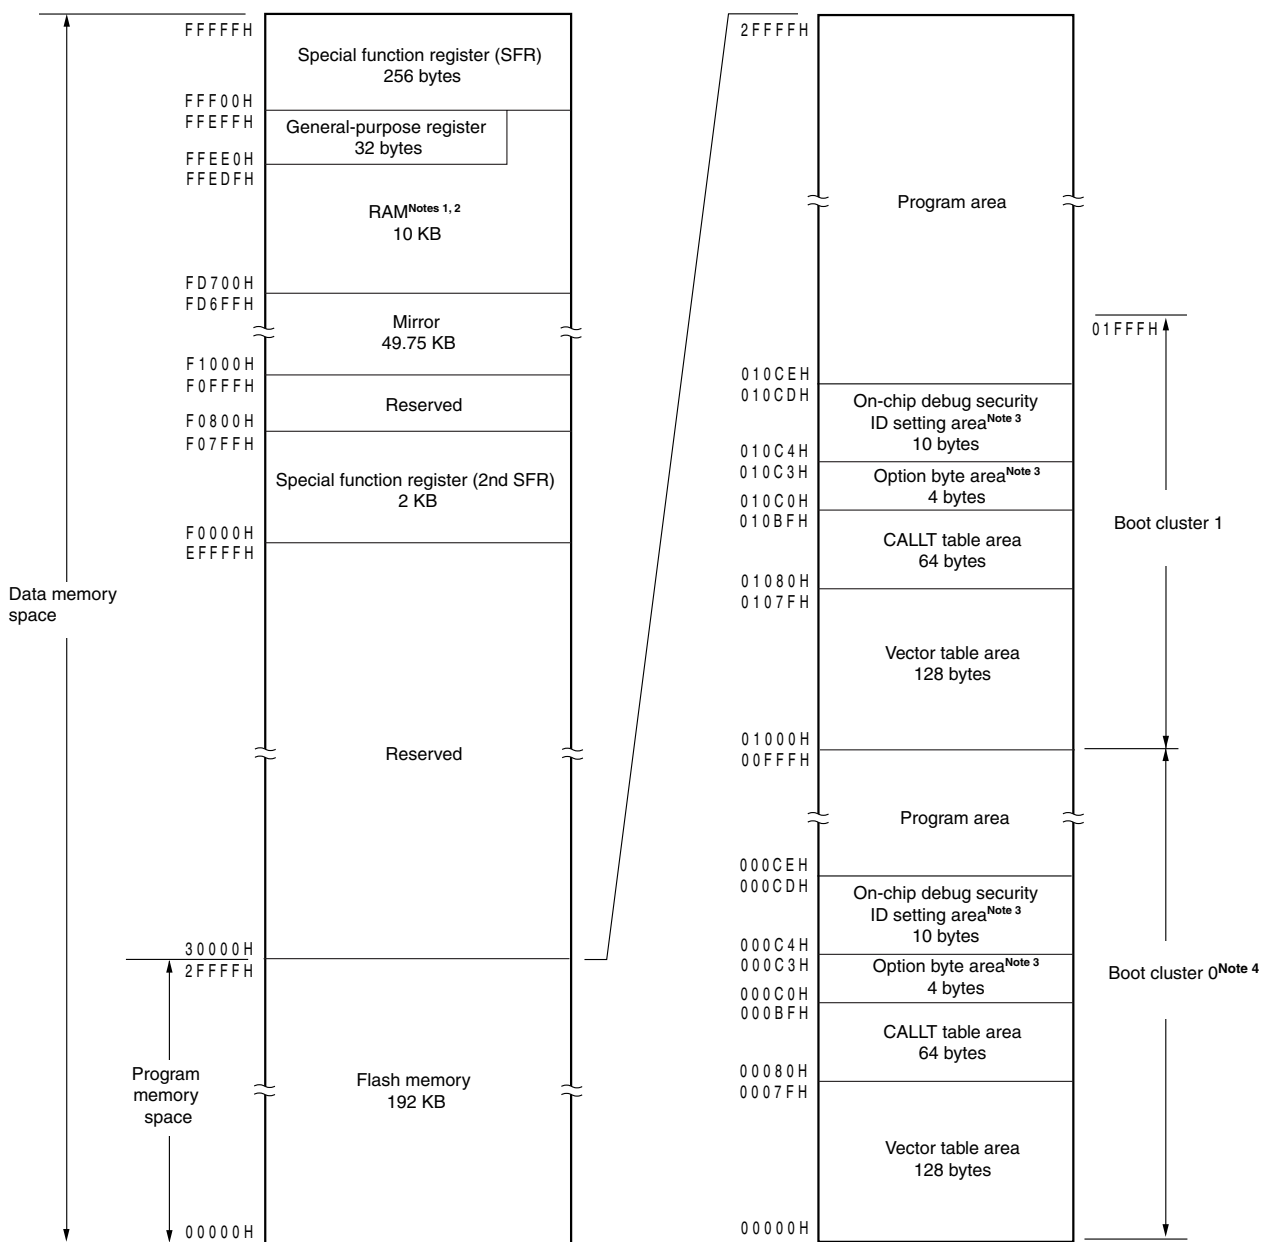 FFFFFH
Special function register (SFR)
256 bytes
FFF00H
FFEFFH
General-purpose register
32 bytes
FFEE0H
FFEDFH
RAMNotes 1, 2
10 KB
FD700H
FD6FFH
Mirror
49.75 KB
F1000H
F0FFFH
Reserved
F0800H
F07FFH
Special function register (2nd SFR)
2 KB
F0000H
EFFFFH
Data memory
space
Reserved
30000H
2FFFFH
Program
memory
space
Flash memory
192 KB
00000H
2FFFFH
Program area
01FFFH
010CEH
010CDH
On-chip debug security
ID setting areaNote 3
10 bytes
010C4H
010C3H
Option byte areaNote 3
4 bytes
010C0H
010BFH
Boot cluster 1
CALLT table area
64 bytes
01080H
0107FH
Vector table area
128 bytes
01000H
00FFFH
Program area
000CEH
000CDH
On-chip debug security
ID setting areaNote 3
10 bytes
000C4H
000C3H
Option byte areaNote 3
4 bytes
Boot cluster 0Note 4
000C0H
000BFH
CALLT table area
64 bytes
00080H
0007FH
Vector table area
128 bytes
00000H